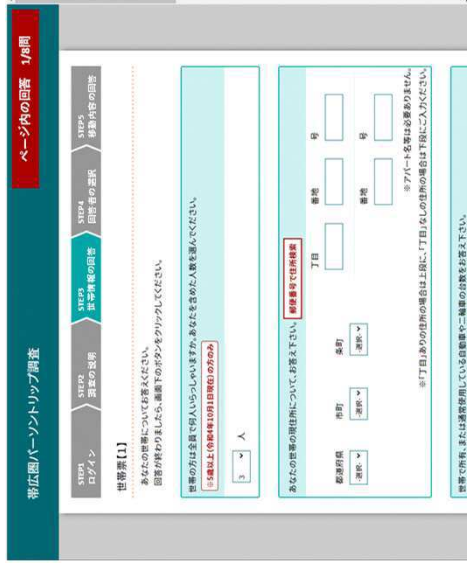 帯広圏パーソントリップ調査
ページ内の回答 1/8問
STEP1
ログイン
STEP2
調査の説明
STEP3
世帯情報の回答
STEP4
回答者の選択
STEP5
移動内容の回答
世帯票【1】
あなたの世帯についてお答えください。
回答が終わりましたら、画面下のボタンをクリックしてください。
世帯の方は全員で何人いらっしゃいますか。あなたを含めた人数を選んでください。
※5歳以上(令和4年10月1日現在)の方のみ
3 人
あなたの世帯の現住所について、お答え下さい。 郵便番号で住所検索
都道府県 市町 条町 丁目 番地 号
-選択- -選択- -選択-
番地 号
※アパート名等は必要ありません。
※「丁目」ありの住所の場合は上段に、「丁目」なしの住所の場合は下段にご入力ください。
世帯で所有、または通常使用している自動車や二輪車の台数をお答え下さい。